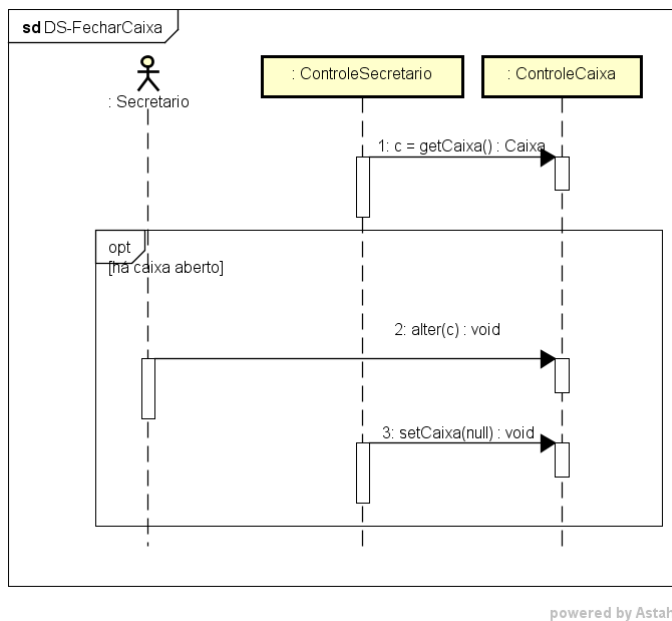 sd DS-FecharCaixa
: Secretario
: ControleSecretario
: ControleCaixa
1: c = getCaixa() : Caixa
opt
[há caixa aberto]
2: alter(c) : void
3: setCaixa(null) : void
powered by Astah